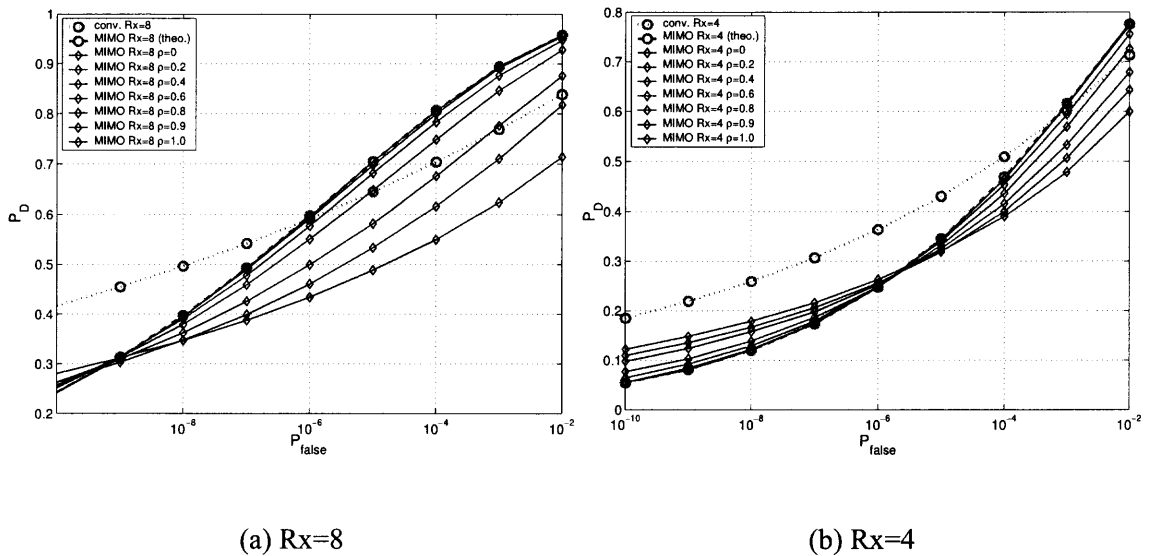 1
0.9
0.8
0.7
0.6
0.5
0.4
0.3
0.2
P_D
conv. Rx=8
MIMO Rx=8 (theo.)
MIMO Rx=8 ρ=0
MIMO Rx=8 ρ=0.2
MIMO Rx=8 ρ=0.4
MIMO Rx=8 ρ=0.6
MIMO Rx=8 ρ=0.8
MIMO Rx=8 ρ=0.9
MIMO Rx=8 ρ=1.0
10^-8 10^-6 10^-4 10^-2
P_false
0.8
0.7
0.6
0.5
0.4
0.3
0.2
0.1
0
P_D
conv. Rx=4
MIMO Rx=4 (theo.)
MIMO Rx=4 ρ=0
MIMO Rx=4 ρ=0.2
MIMO Rx=4 ρ=0.4
MIMO Rx=4 ρ=0.6
MIMO Rx=4 ρ=0.8
MIMO Rx=4 ρ=0.9
MIMO Rx=4 ρ=1.0
10^-10 10^-8 10^-6 10^-4 10^-2
P_false
(a) Rx=8
(b) Rx=4